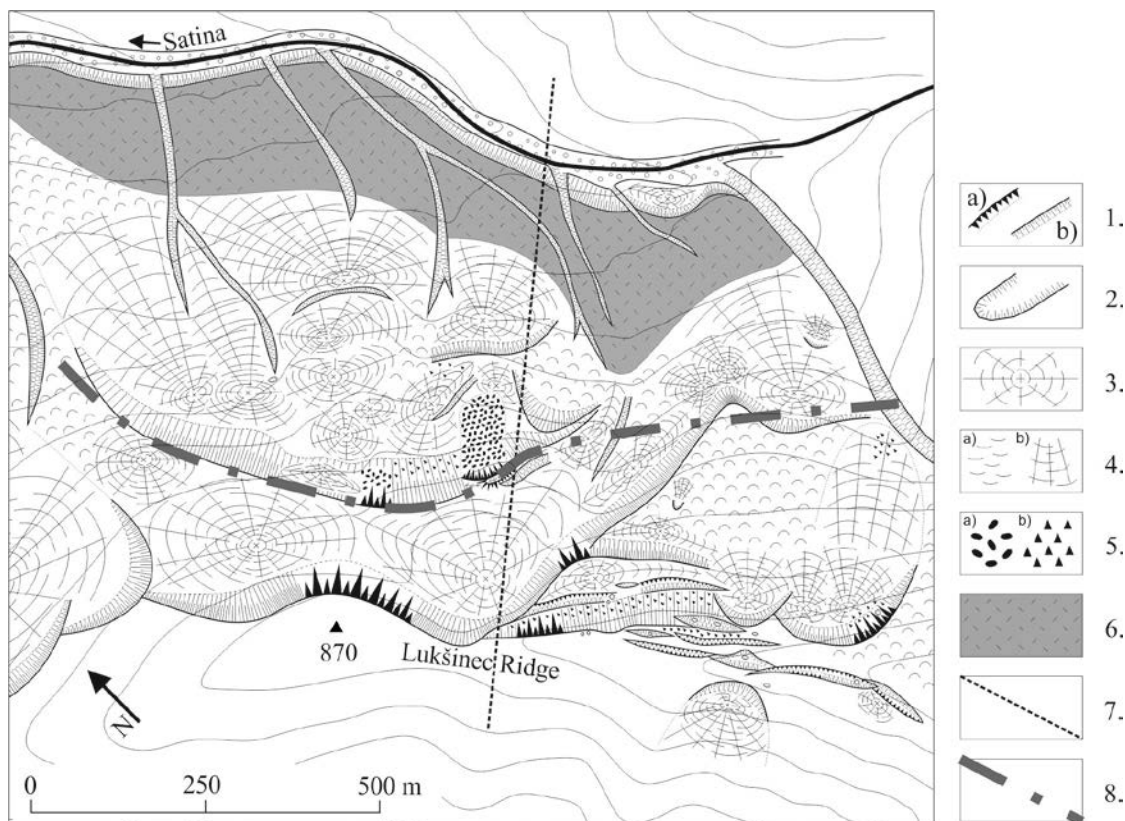 Satina
870
Lukšinec Ridge
N
0 250 500 m
a)
b)
1.
2.
3.
a) b)
4.
a) b)
5.
6.
7.
8.